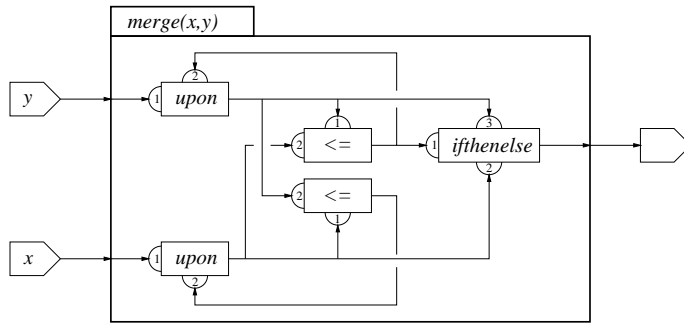 merge(x,y)
2
y
1
upon
1
3
2
<=
1
ifthenelse
2
2
<=
1
x
1
upon
2